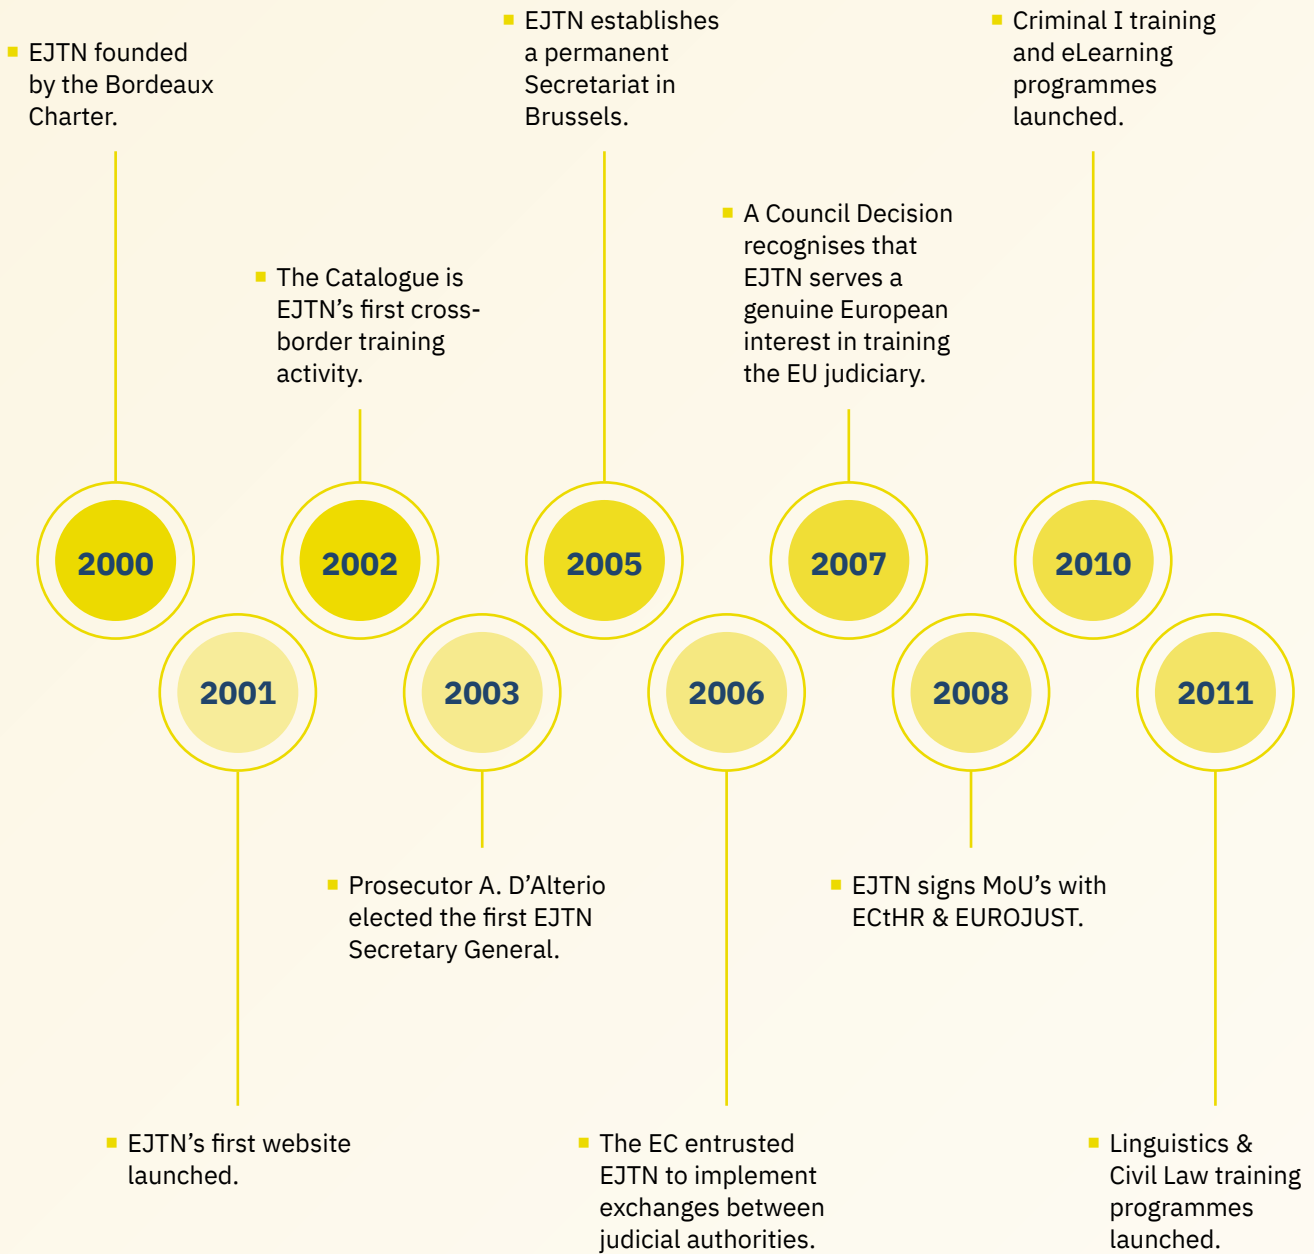 EJTN founded
by the Bordeaux
Charter.
EJTN establishes
a permanent
Secretariat in
Brussels.
Criminal I training
and eLearning
programmes
launched.
The Catalogue is
EJTN’s first cross-
border training
activity.
A Council Decision
recognises that
EJTN serves a
genuine European
interest in training
the EU judiciary.
2000
2002
2005
2007
2010
2001
2003
2006
2008
2011
Prosecutor A. D’Alterio
elected the first EJTN
Secretary General.
EJTN signs MoU’s with
ECtHR & EUROJUST.
EJTN’s first website
launched.
The EC entrusted
EJTN to implement
exchanges between
judicial authorities.
Linguistics &
Civil Law training
programmes
launched.